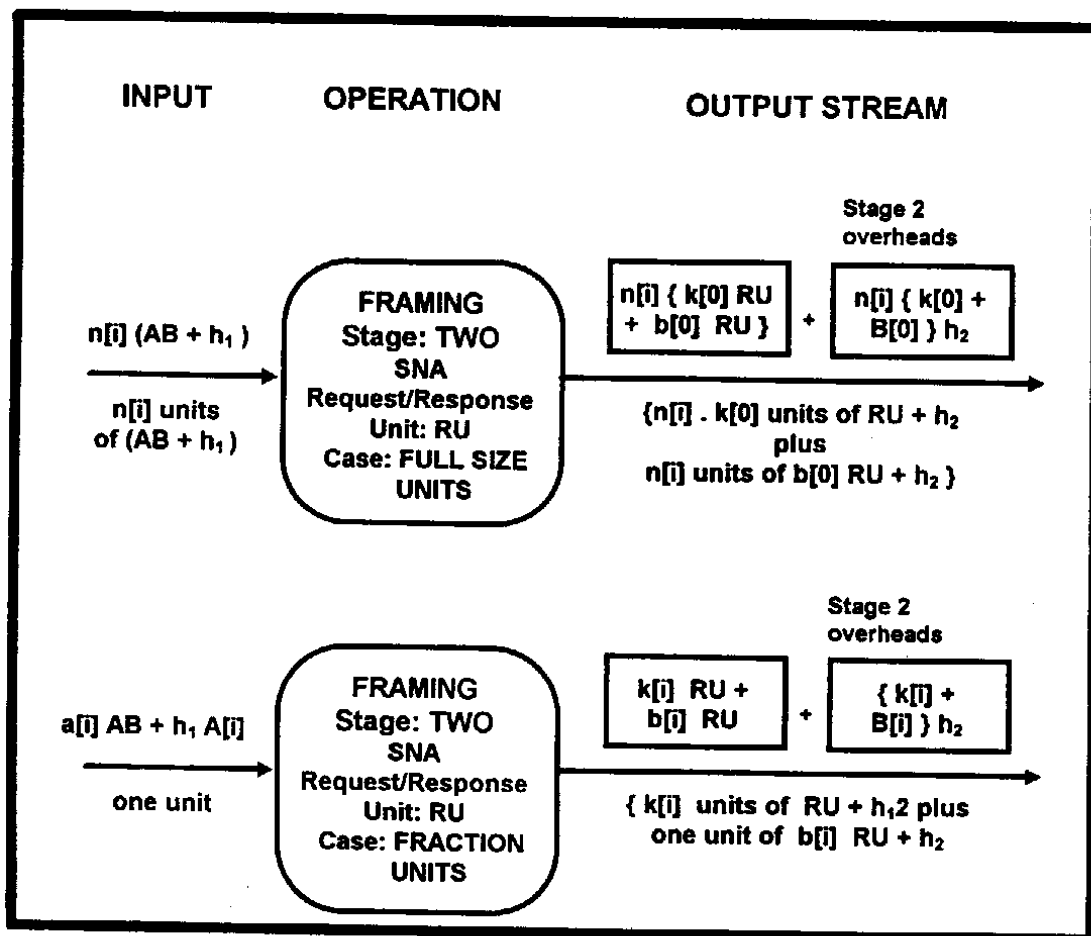 INPUT OPERATION OUTPUT STREAM
Stage 2
overheads
n[i] (AB + h₁ )
n[i] units
of (AB + h₁ )
FRAMING
Stage: TWO
SNA
Request/Response
Unit: RU
Case: FULL SIZE
UNITS
n[i] { k[0] RU
+ b[0] RU }
+
n[i] { k[0] +
B[0] } h₂
{n[i] . k[0] units of RU + h₂
plus
n[i] units of b[0] RU + h₂ }
Stage 2
overheads
a[i] AB + h₁ A[i]
one unit
FRAMING
Stage: TWO
SNA
Request/Response
Unit: RU
Case: FRACTION
UNITS
k[i] RU +
b[i] RU
+
{ k[i] +
B[i] } h₂
{ k[i] units of RU + h₁2 plus
one unit of b[i] RU + h₂